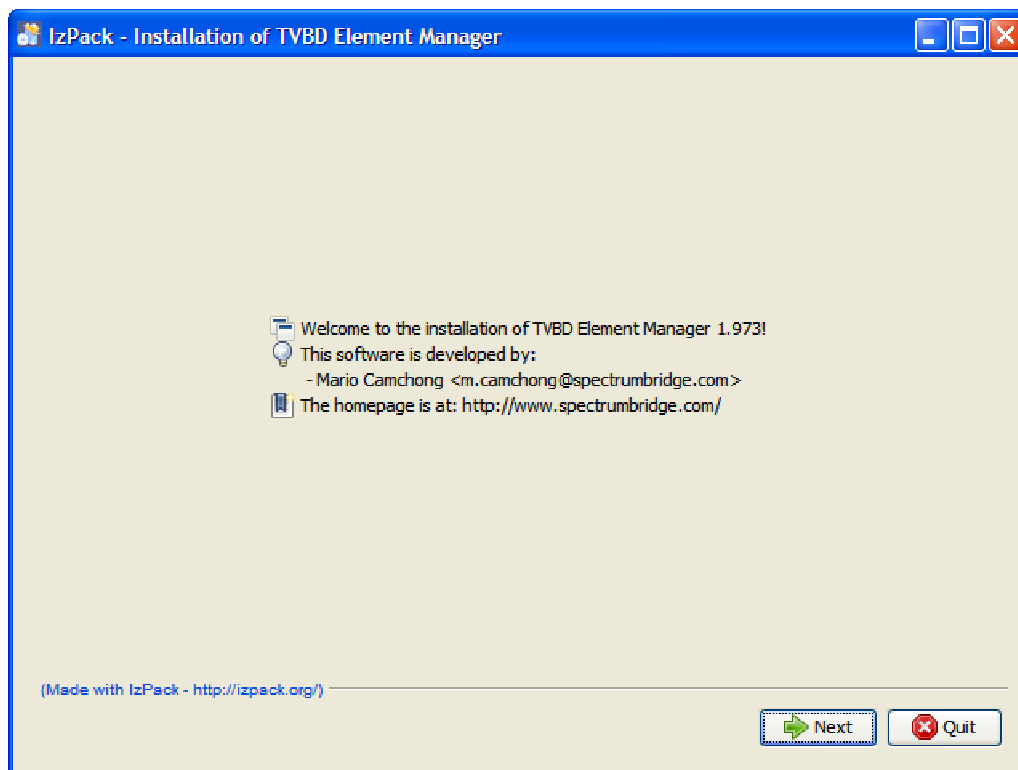 IzPack - Installation of TVBD Element Manager
Welcome to the installation of TVBD Element Manager 1.973!
This software is developed by:
- Mario Camchong <m.camchong@spectrumbridge.com>
The homepage is at: http://www.spectrumbridge.com/
(Made with IzPack - http://izpack.org/)
Next
Quit